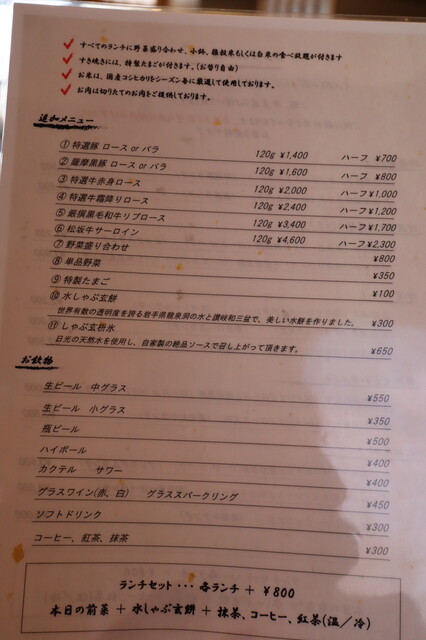 すべてのランチに野菜盛り合わせ、小鉢、雑穀米もしくは白米の食べ放題が付きます
すき焼きには、特製たまごが付きます。(お替り自由)
お米は、国産コシヒカリをシーズン毎に厳選して使用しております。
お肉は切りたてのお肉をご提供しております。
追加メニュー
① 特選豚 ロース or バラ 120g ¥1,400 ハーフ ¥700
② 薩摩黒豚 ロース or バラ 120g ¥1,600 ハーフ ¥800
③ 特選牛赤身ロース 120g ¥2,000 ハーフ ¥1,000
④ 特選牛霜降りロース 120g ¥2,400 ハーフ ¥1,200
⑤ 厳撰黒毛和牛リブロース 120g ¥3,400 ハーフ ¥1,700
⑥ 松坂牛サーロイン 120g ¥4,600 ハーフ ¥2,300
⑦ 野菜盛り合わせ ¥800
⑧ 単品野菜 ¥350
⑨ 特製たまご ¥100
⑩ 水しゃぶ玄餅
世界有数の透明度を誇る岩手県龍泉洞の水と讃岐和三盆で、美しい水餅を作りました。 ¥300
⑪ しゃぶ玄氷
日光の天然水を使用し、自家製の絶品ソースで召し上がって頂きます。 ¥650
お飲物
生ビール 中グラス ¥550
生ビール 小グラス ¥350
瓶ビール ¥500
ハイボール ¥400
カクテル サワー ¥400
グラスワイン(赤、白) グラススパークリング ¥450
ソフトドリンク ¥300
コーヒー、紅茶、抹茶 ¥300
ランチセット・・・各ランチ + ¥800
本日の前菜 + 水しゃぶ玄餅 + 抹茶、コーヒー、紅茶(温/冷)